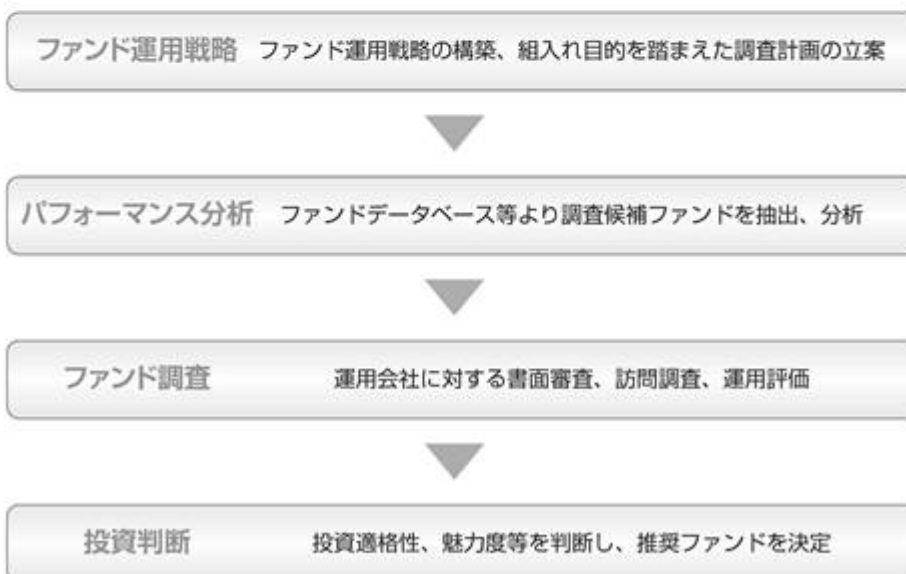 ファンド運用戦略 ファンド運用戦略の構築、組入れ目的を踏まえた調査計画の立案
パフォーマンス分析 ファンドデータベース等より調査候補ファンドを抽出、分析
ファンド調査 運用会社に対する書面審査、訪問調査、運用評価
投資判断 投資適格性、魅力度等を判断し、推奨ファンドを決定